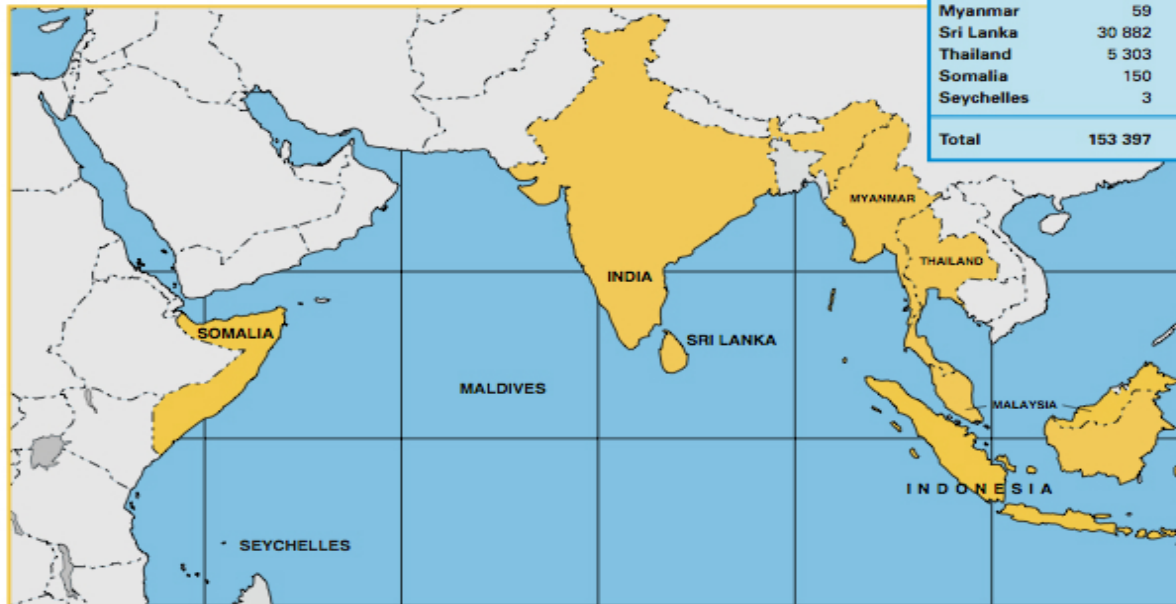 Myanmar 59
Sri Lanka 30 882
Thailand 5 303
Somalia 150
Seychelles 3
Total 153 397
MYANMAR
THAILAND
INDIA
SOMALIA
SRI LANKA
MALDIVES
MALAYSIA
INDONESIA
SEYCHELLES